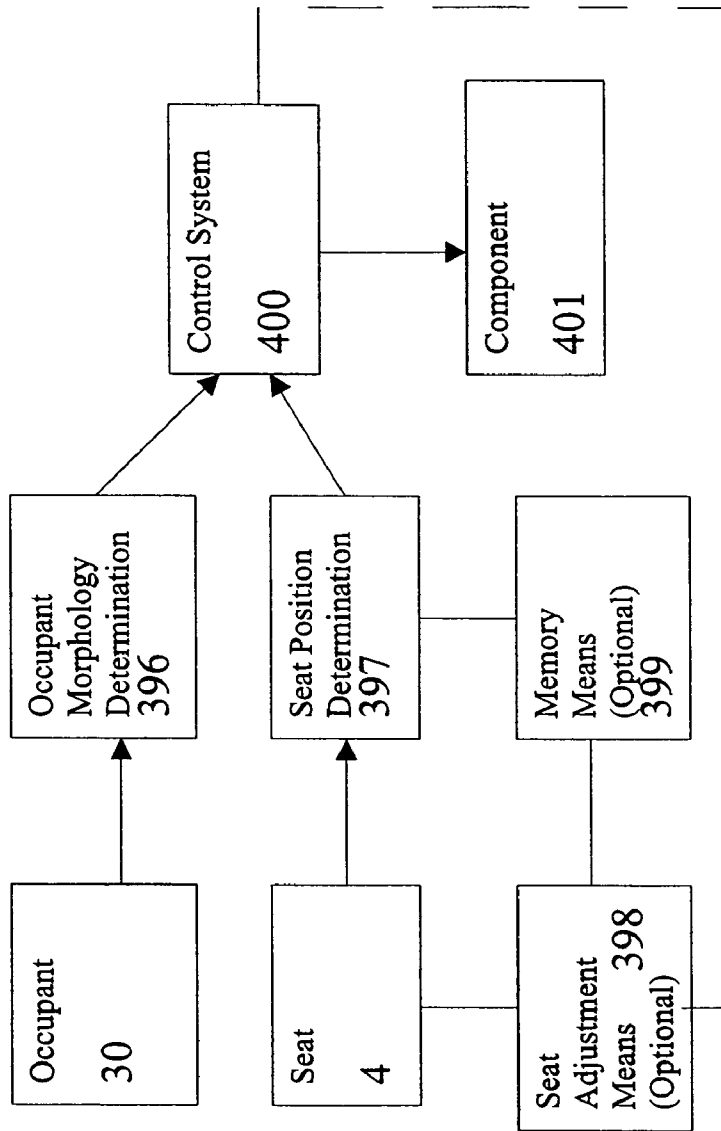 Occupant
30
Occupant
Morphology
Determination
396
Control System
400
Seat
4
Seat Position
Determination
397
Component
401
Seat
Adjustment
Means 398
(Optional)
Memory
Means
(Optional)
399